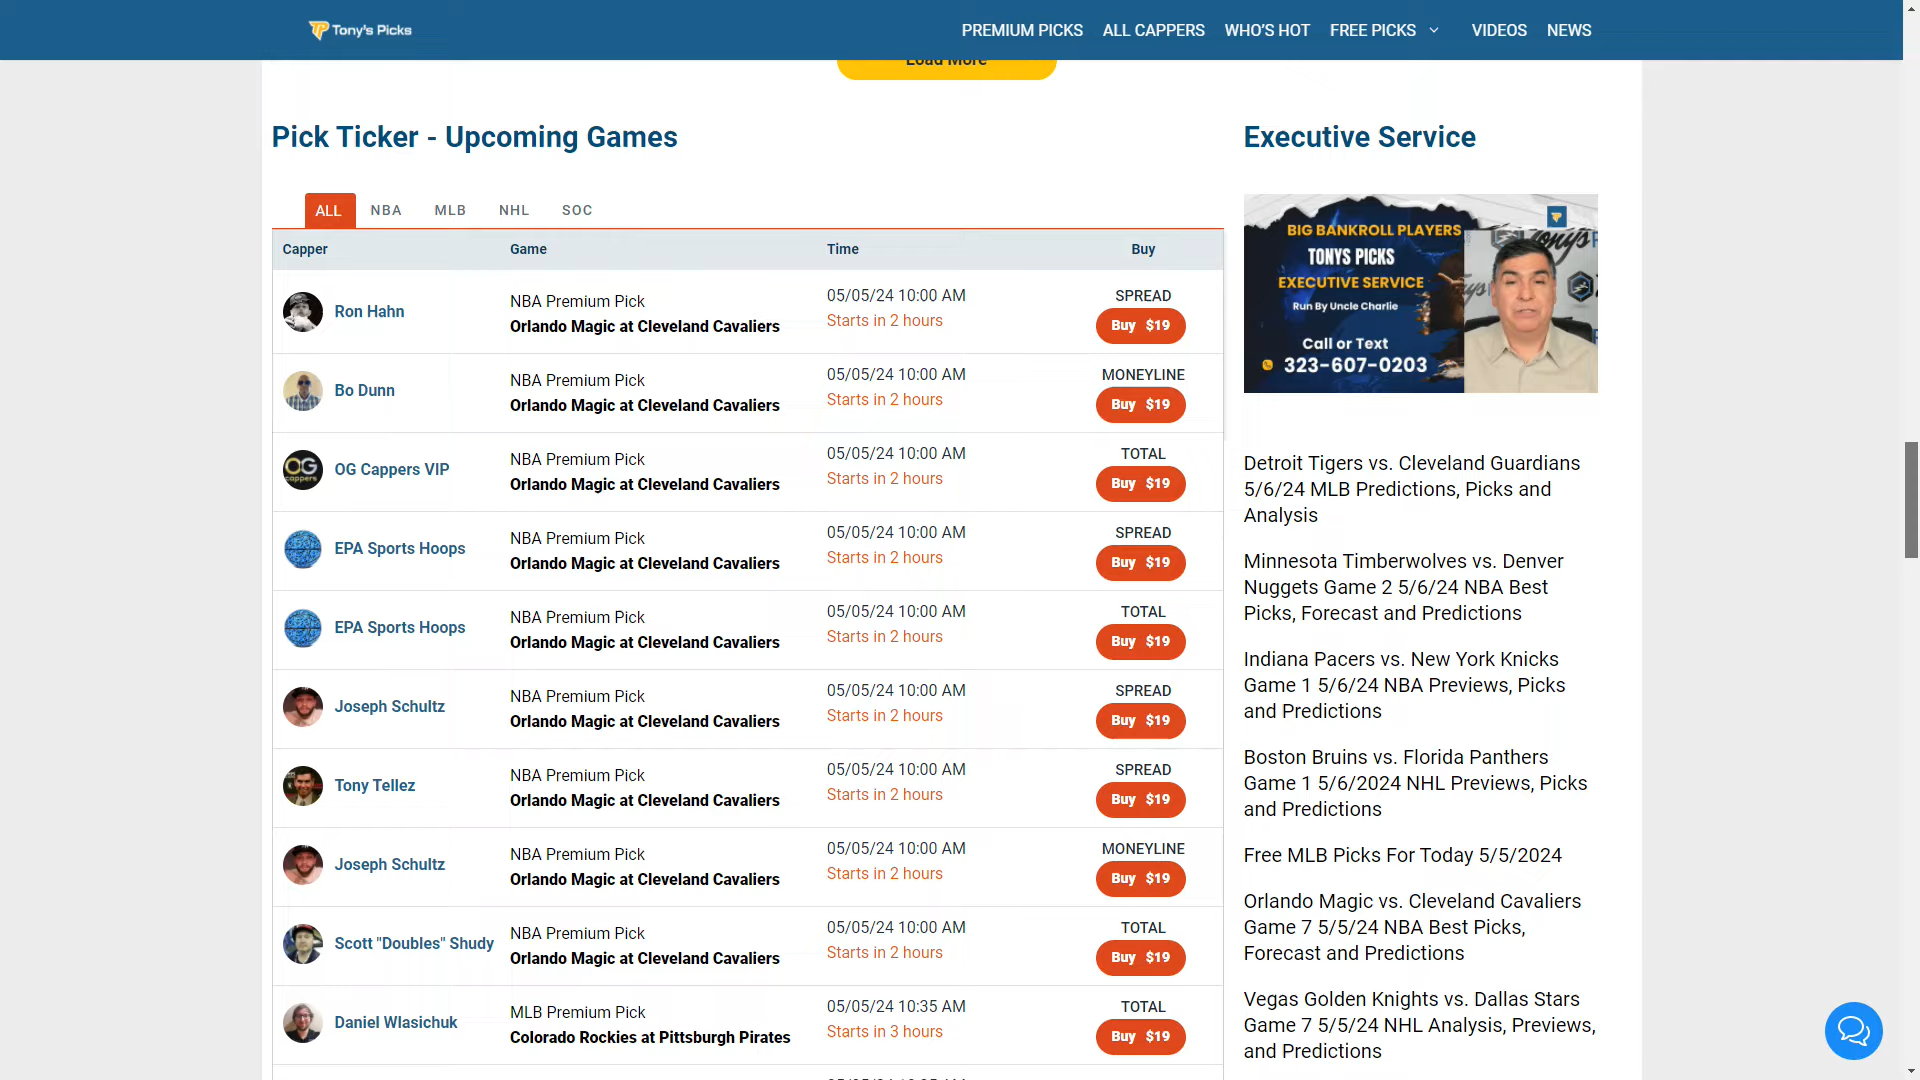 Tony's Picks
PREMIUM PICKS
ALL CAPPERS
WHO'S HOT
FREE PICKS
VIDEOS
NEWS
Load More
Pick Ticker - Upcoming Games
ALL
NBA
MLB
NHL
SOC
Capper
Game
Time
Buy
Ron Hahn
NBA Premium Pick
Orlando Magic at Cleveland Cavaliers
05/05/24 10:00 AM
Starts in 2 hours
SPREAD
Buy $19
Bo Dunn
NBA Premium Pick
Orlando Magic at Cleveland Cavaliers
05/05/24 10:00 AM
Starts in 2 hours
MONEYLINE
Buy $19
OG cappers
OG Cappers VIP
NBA Premium Pick
Orlando Magic at Cleveland Cavaliers
05/05/24 10:00 AM
Starts in 2 hours
TOTAL
Buy $19
EPA Sports Hoops
NBA Premium Pick
Orlando Magic at Cleveland Cavaliers
05/05/24 10:00 AM
Starts in 2 hours
SPREAD
Buy $19
EPA Sports Hoops
NBA Premium Pick
Orlando Magic at Cleveland Cavaliers
05/05/24 10:00 AM
Starts in 2 hours
TOTAL
Buy $19
Joseph Schultz
NBA Premium Pick
Orlando Magic at Cleveland Cavaliers
05/05/24 10:00 AM
Starts in 2 hours
SPREAD
Buy $19
Tony Tellez
NBA Premium Pick
Orlando Magic at Cleveland Cavaliers
05/05/24 10:00 AM
Starts in 2 hours
SPREAD
Buy $19
Joseph Schultz
NBA Premium Pick
Orlando Magic at Cleveland Cavaliers
05/05/24 10:00 AM
Starts in 2 hours
MONEYLINE
Buy $19
Scott "Doubles" Shudy
NBA Premium Pick
Orlando Magic at Cleveland Cavaliers
05/05/24 10:00 AM
Starts in 2 hours
TOTAL
Buy $19
Daniel Wlasichuk
MLB Premium Pick
Colorado Rockies at Pittsburgh Pirates
05/05/24 10:35 AM
Starts in 3 hours
TOTAL
Buy $19
Executive Service
BIG BANKROLL PLAYERS
TONYS PICKS
EXECUTIVE SERVICE
Run By Uncle Charlie
Call or Text
323-607-0203
Detroit Tigers vs. Cleveland Guardians
5/6/24 MLB Predictions, Picks and
Analysis
Minnesota Timberwolves vs. Denver
Nuggets Game 2 5/6/24 NBA Best
Picks, Forecast and Predictions
Indiana Pacers vs. New York Knicks
Game 1 5/6/24 NBA Previews, Picks
and Predictions
Boston Bruins vs. Florida Panthers
Game 1 5/6/2024 NHL Previews, Picks
and Predictions
Free MLB Picks For Today 5/5/2024
Orlando Magic vs. Cleveland Cavaliers
Game 7 5/5/24 NBA Best Picks,
Forecast and Predictions
Vegas Golden Knights vs. Dallas Stars
Game 7 5/5/24 NHL Analysis, Previews,
and Predictions